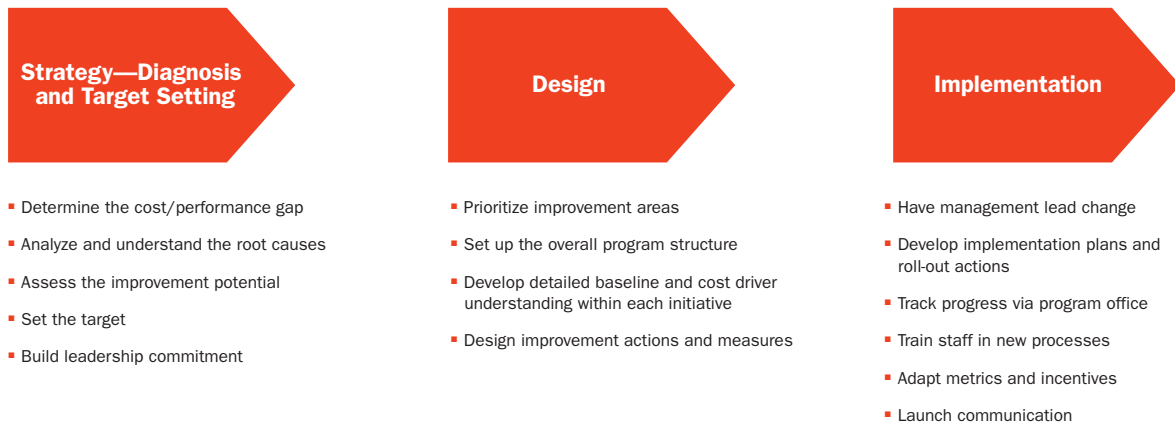 Strategy—Diagnosis
and Target Setting
▪ Determine the cost/performance gap
▪ Analyze and understand the root causes
▪ Assess the improvement potential
▪ Set the target
▪ Build leadership commitment
Design
▪ Prioritize improvement areas
▪ Set up the overall program structure
▪ Develop detailed baseline and cost driver
understanding within each initiative
▪ Design improvement actions and measures
Implementation
▪ Have management lead change
▪ Develop implementation plans and
roll-out actions
▪ Track progress via program office
▪ Train staff in new processes
▪ Adapt metrics and incentives
▪ Launch communication